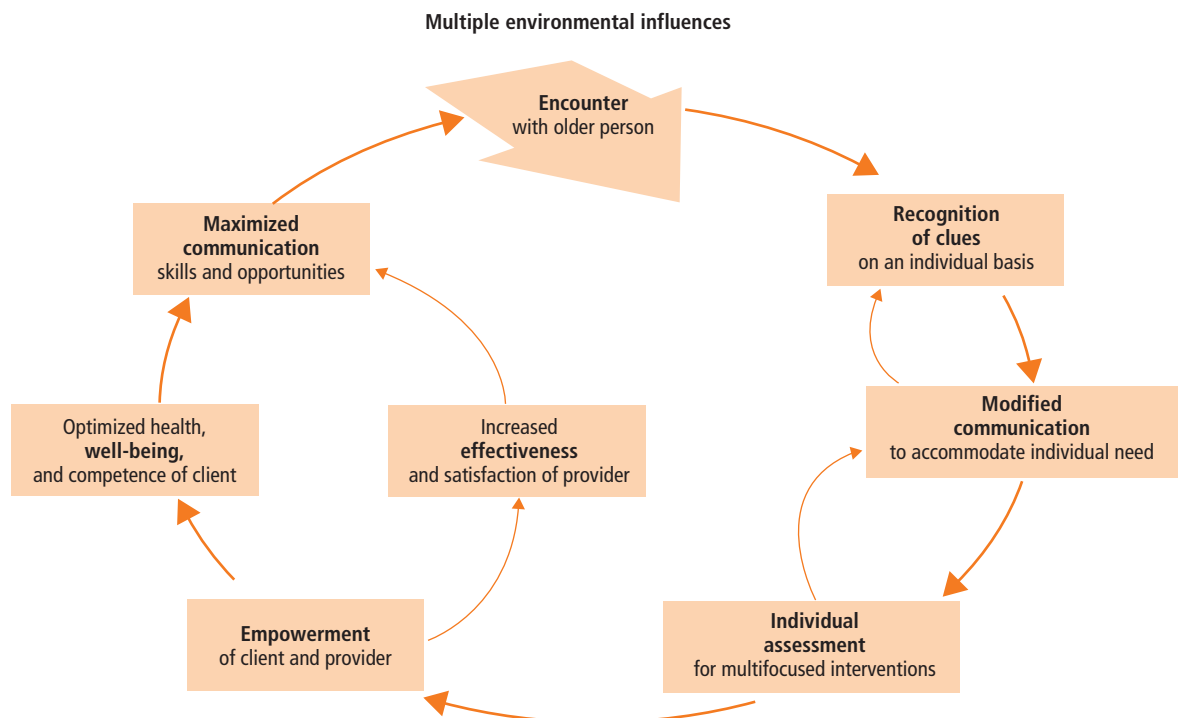 Multiple environmental influences
Encounter
with older person
Recognition
of clues
on an individual basis
Modified
communication
to accommodate individual need
Individual
assessment
for multifocused interventions
Empowerment
of client and provider
Optimized health,
well-being,
and competence of client
Increased
effectiveness
and satisfaction of provider
Maximized
communication
skills and opportunities